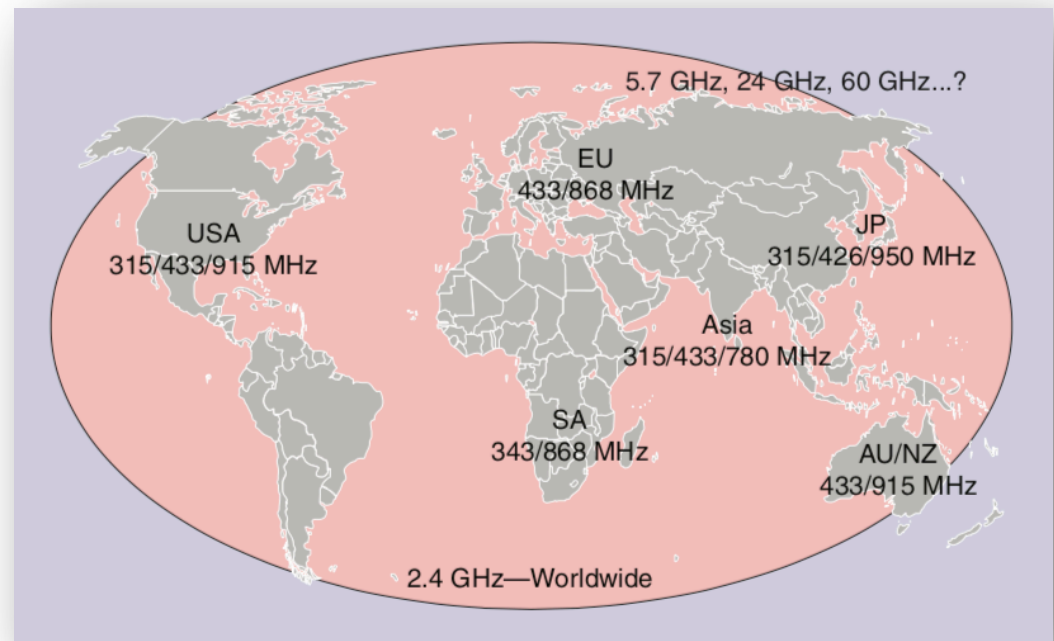 5.7 GHz, 24 GHz, 60 GHz...?
EU
433/868 MHz
USA
315/433/915 MHz
JP
315/426/950 MHz
Asia
315/433/780 MHz
SA
343/868 MHz
AU/NZ
433/915 MHz
2.4 GHz—Worldwide